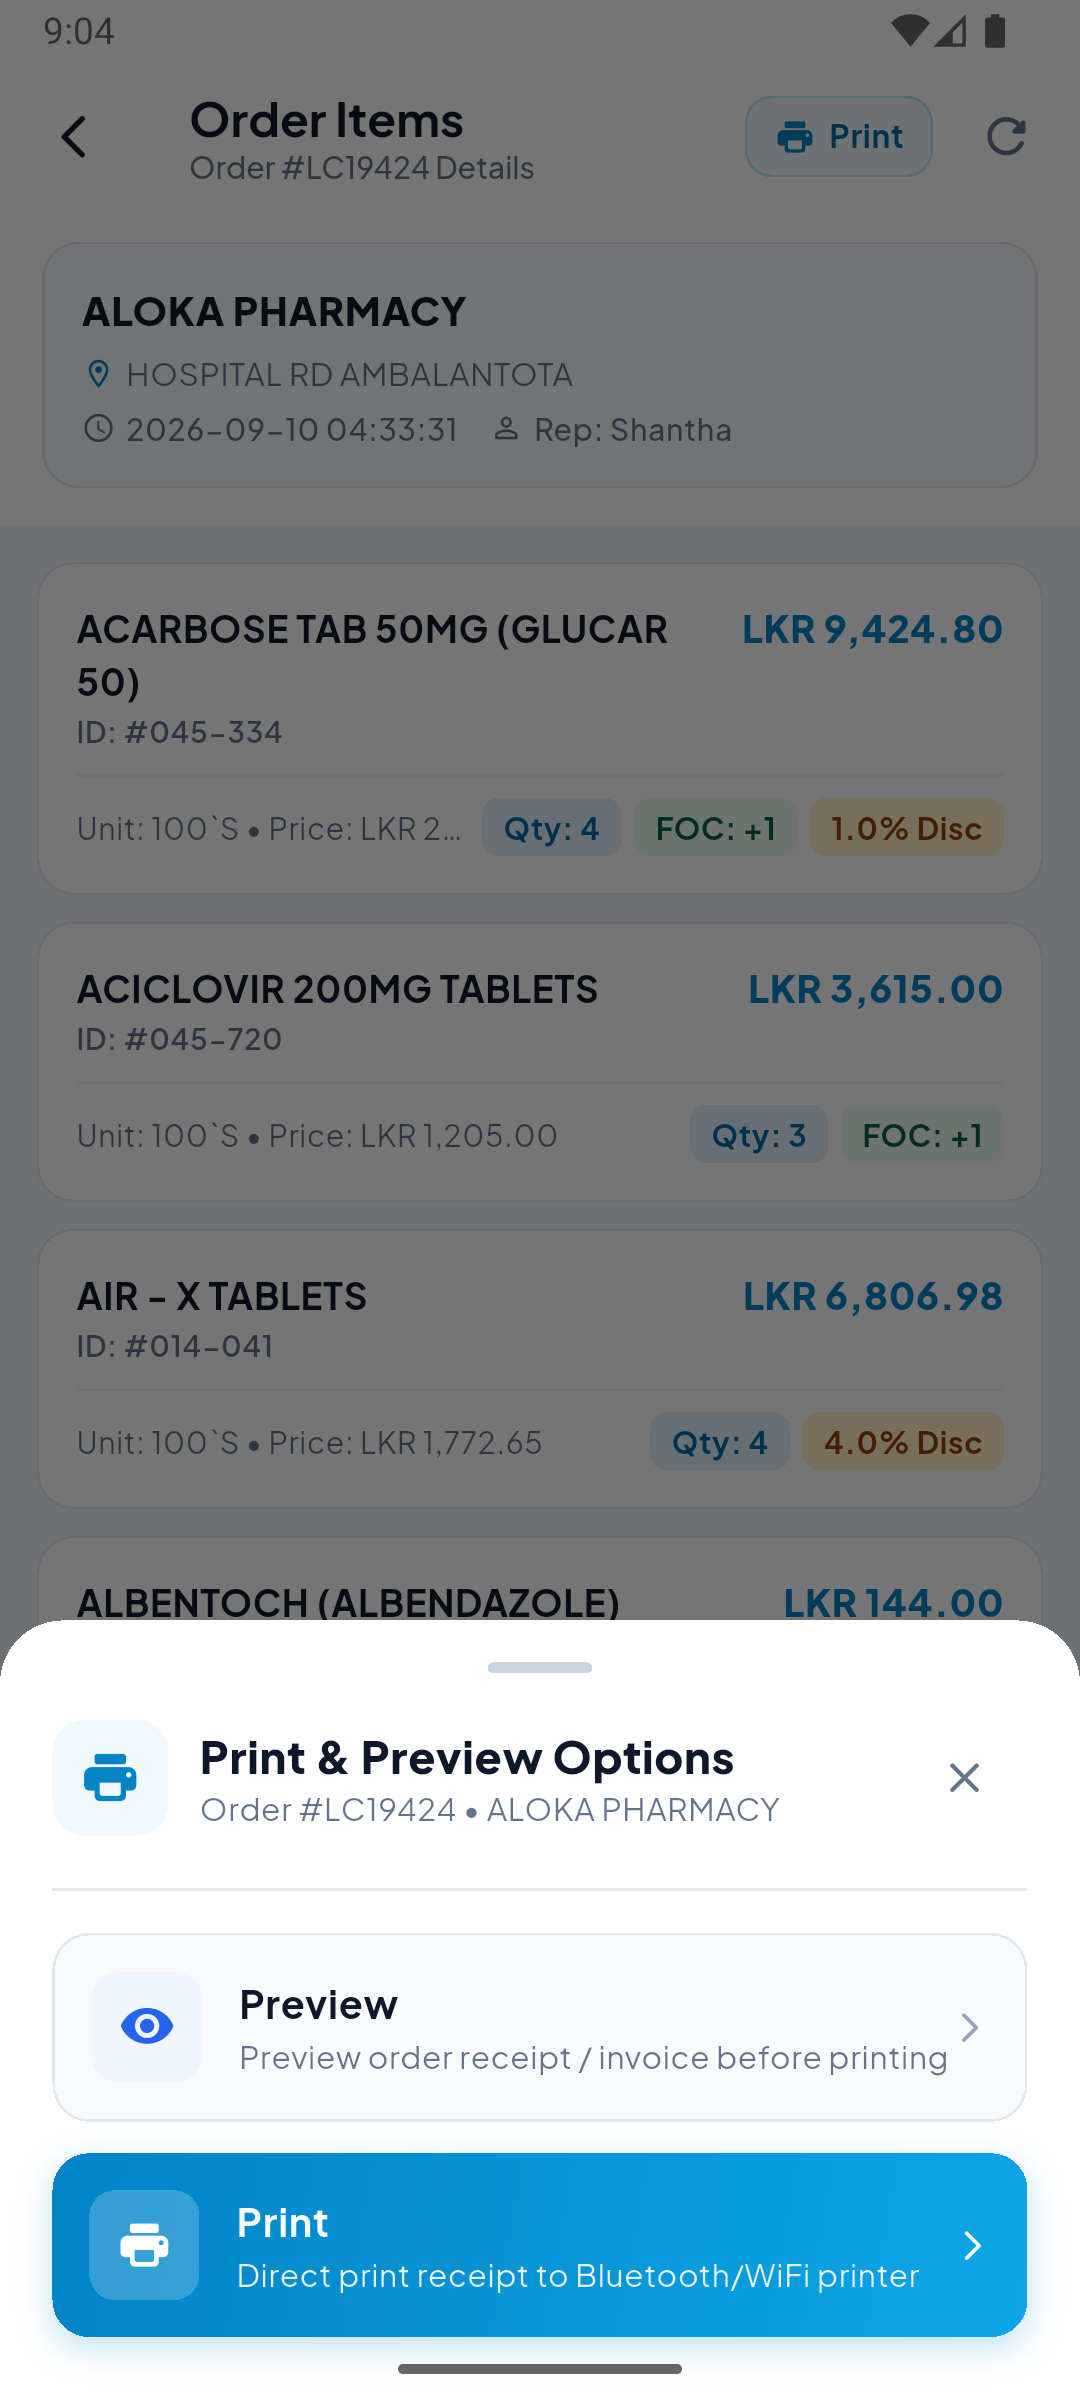 9:04
Order Items
Order #LC19424 Details
Print
ALOKA PHARMACY
HOSPITAL RD AMBALANTOTA
2026-09-10 04:33:31 Rep: Shantha
ACARBOSE TAB 50MG (GLUCAR 50)
LKR 9,424.80
ID: #045-334
Unit: 100`S • Price: LKR 2... Qty: 4 FOC: +1 1.0% Disc
ACICLOVIR 200MG TABLETS LKR 3,615.00
ID: #045-720
Unit: 100`S • Price: LKR 1,205.00 Qty: 3 FOC: +1
AIR - X TABLETS LKR 6,806.98
ID: #014-041
Unit: 100`S • Price: LKR 1,772.65 Qty: 4 4.0% Disc
ALBENTOCH (ALBENDAZOLE) LKR 144.00
Print & Preview Options
Order #LC19424 • ALOKA PHARMACY
Preview
Preview order receipt / invoice before printing
Print
Direct print receipt to Bluetooth/WiFi printer